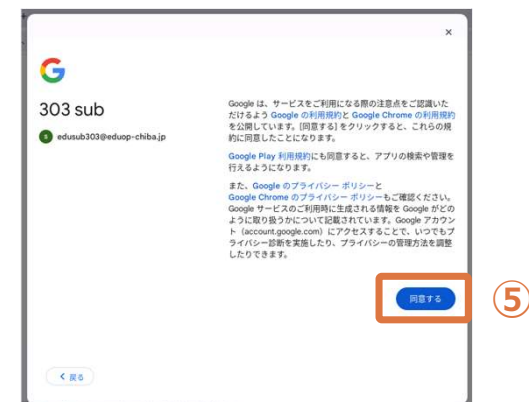 ×
G
303 sub
s edusub303@eduop-chiba.jp
Google は、サービスをご利用になる際の注意点をご認識いた
だけるよう Google の利用規約と Google Chrome の利用規約
を公開しています。[同意する] をクリックすると、これらの規
約に同意したことになります。
Google Play 利用規約にも同意すると、アプリの検索や管理を
行えるようになります。
また、Google のプライバシー ポリシーと
Google Chrome のプライバシー ポリシーもご確認ください。
Google サービスのご利用時に生成される情報を Google がどの
ように取り扱うかについて記載されています。Google アカウン
ト（account.google.com）にアクセスすることで、いつでもプ
ライバシー診断を実施したり、プライバシーの管理方法を調整
したりできます。
同意する
⑤
戻る